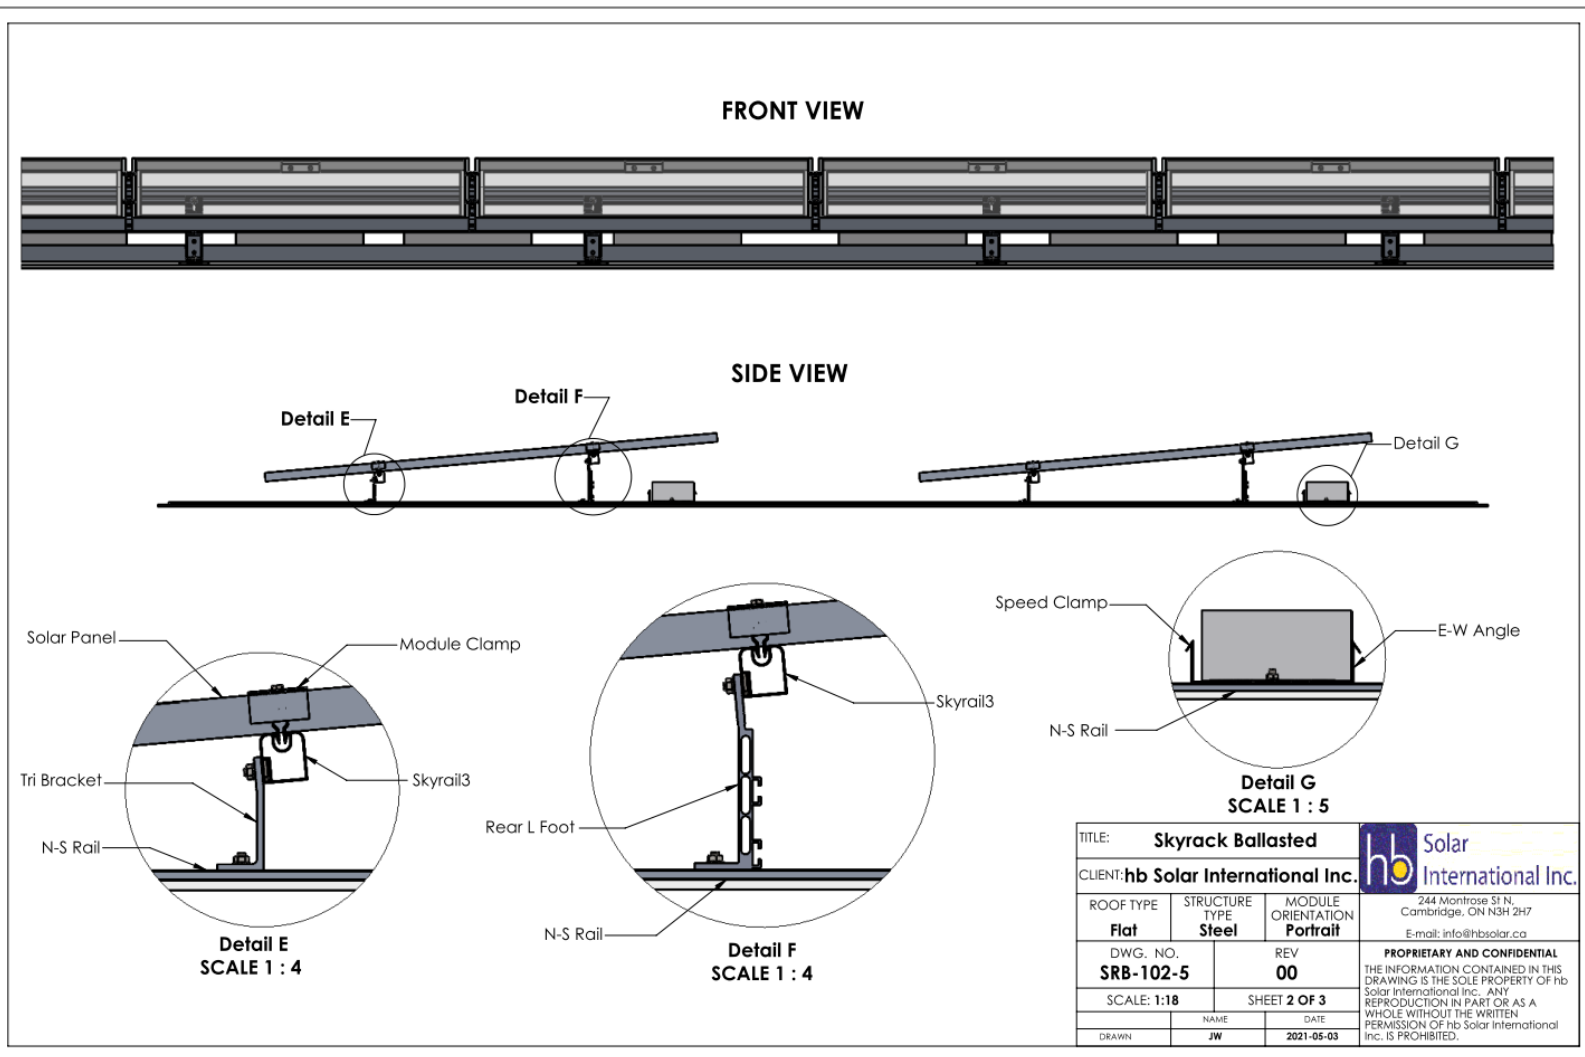 FRONT VIEW
SIDE VIEW
Detail E
Detail F
Detail G
Solar Panel
Module Clamp
Tri Bracket
Skyrail3
N-S Rail
Detail E
SCALE 1 : 4
Skyrail3
Rear L Foot
N-S Rail
Detail F
SCALE 1 : 4
Speed Clamp
E-W Angle
N-S Rail
Detail G
SCALE 1 : 5
TITLE: Skyrack Ballasted
CLIENT: hb Solar International Inc.
ROOF TYPE
Flat
STRUCTURE
TYPE
Steel
MODULE
ORIENTATION
Portrait
DWG. NO.
SRB-102-5
REV
00
SCALE: 1:18
SHEET 2 OF 3
NAME
DATE
DRAWN
JW
2021-05-03
hb Solar
International Inc.
244 Montrose St N,
Cambridge, ON N3H 2H7
E-mail: info@hbsolar.ca
PROPRIETARY AND CONFIDENTIAL
THE INFORMATION CONTAINED IN THIS
DRAWING IS THE SOLE PROPERTY OF hb
Solar International Inc. ANY
REPRODUCTION IN PART OR AS A
WHOLE WITHOUT THE WRITTEN
PERMISSION OF hb Solar International
Inc. IS PROHIBITED.